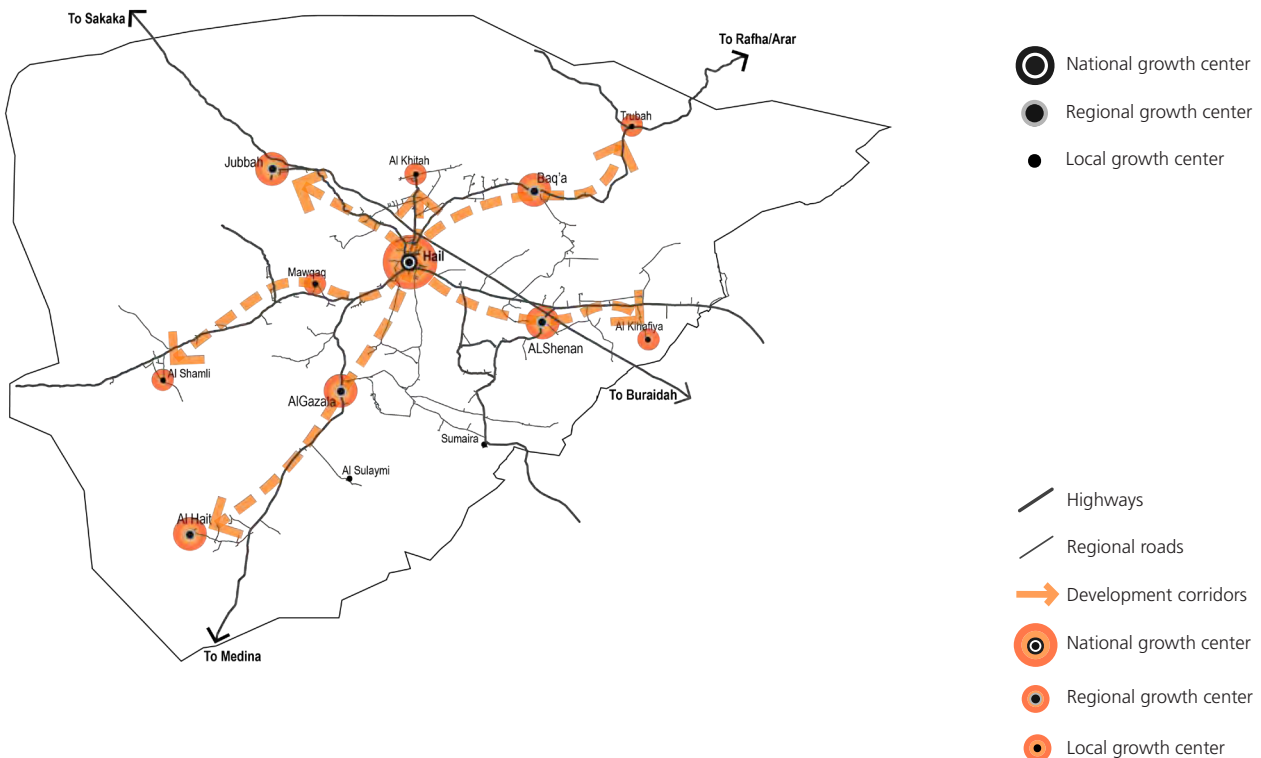 To Sakaka
To Rafha/Arar
Trubah
Jubbah
Al Khitah
Baq'a
Hail
Mawqaq
Al Kihafiya
ALShenan
Al Shamli
To Buraidah
AlGazala
Sumaira
Al Sulaymi
Al Hait
To Medina
National growth center
Regional growth center
Local growth center
Highways
Regional roads
Development corridors
National growth center
Regional growth center
Local growth center